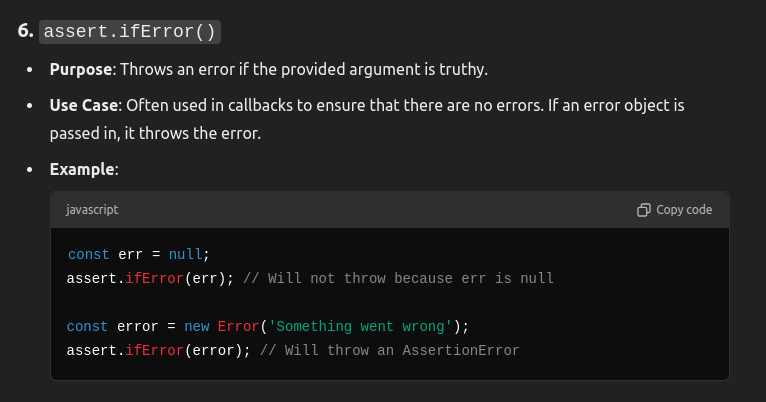 6. assert.ifError()
• Purpose: Throws an error if the provided argument is truthy.
• Use Case: Often used in callbacks to ensure that there are no errors. If an error object is
passed in, it throws the error.
• Example:
javascript Copy code
const err = null;
assert.ifError(err); // Will not throw because err is null
const error = new Error('Something went wrong');
assert.ifError(error); // Will throw an AssertionError